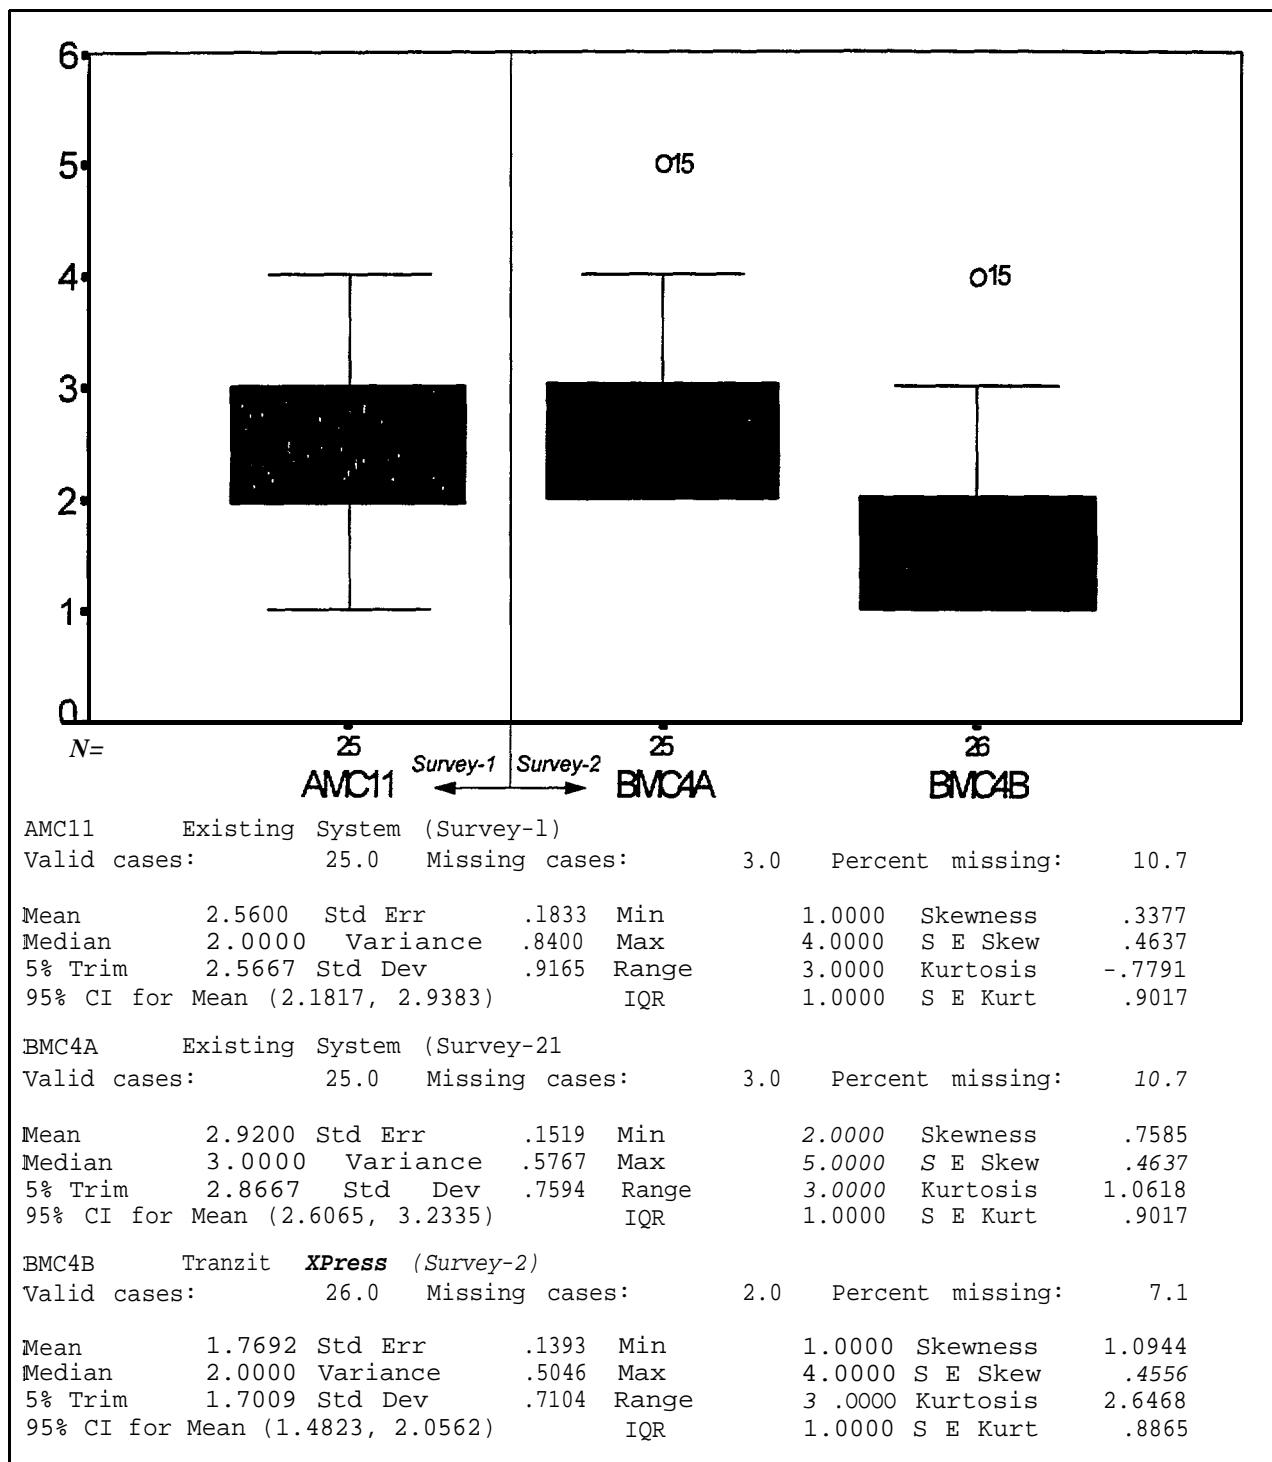 6
5
O15
4
O15
3
2
1
0
N= 25 25 26
Survey-1 Survey-2
AMC11 BMC4A BMC4B
AMC11 Existing System (Survey-l)
Valid cases: 25.0 Missing cases: 3.0 Percent missing: 10.7
Mean 2.5600 Std Err .1833 Min 1.0000 Skewness .3377
Median 2.0000 Variance .8400 Max 4.0000 S E Skew .4637
5% Trim 2.5667 Std Dev .9165 Range 3.0000 Kurtosis -.7791
95% CI for Mean (2.1817, 2.9383) IQR 1.0000 S E Kurt .9017
BMC4A Existing System (Survey-21
Valid cases: 25.0 Missing cases: 3.0 Percent missing: 10.7
Mean 2.9200 Std Err .1519 Min 2.0000 Skewness .7585
Median 3.0000 Variance .5767 Max 5.0000 S E Skew .4637
5% Trim 2.8667 Std Dev .7594 Range 3.0000 Kurtosis 1.0618
95% CI for Mean (2.6065, 3.2335) IQR 1.0000 S E Kurt .9017
BMC4B Tranzit XPress (Survey-2)
Valid cases: 26.0 Missing cases: 2.0 Percent missing: 7.1
Mean 1.7692 Std Err .1393 Min 1.0000 Skewness 1.0944
Median 2.0000 Variance .5046 Max 4.0000 S E Skew .4556
5% Trim 1.7009 Std Dev .7104 Range 3 .0000 Kurtosis 2.6468
95% CI for Mean (1.4823, 2.0562) IQR 1.0000 S E Kurt .8865